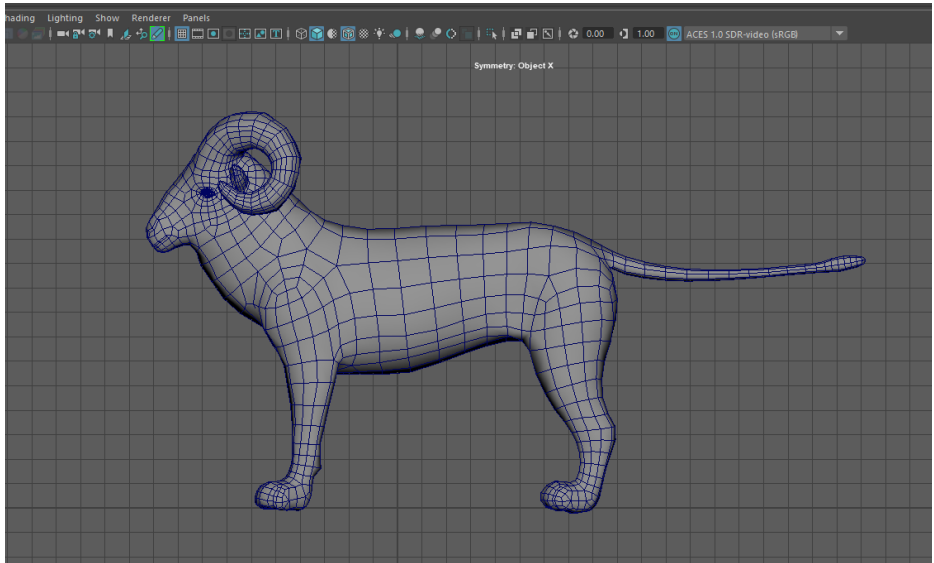 hading Lighting Show Renderer Panels
0.00 1.00 ACES 1.0 SDR-video (sRGB)
Symmetry: Object X